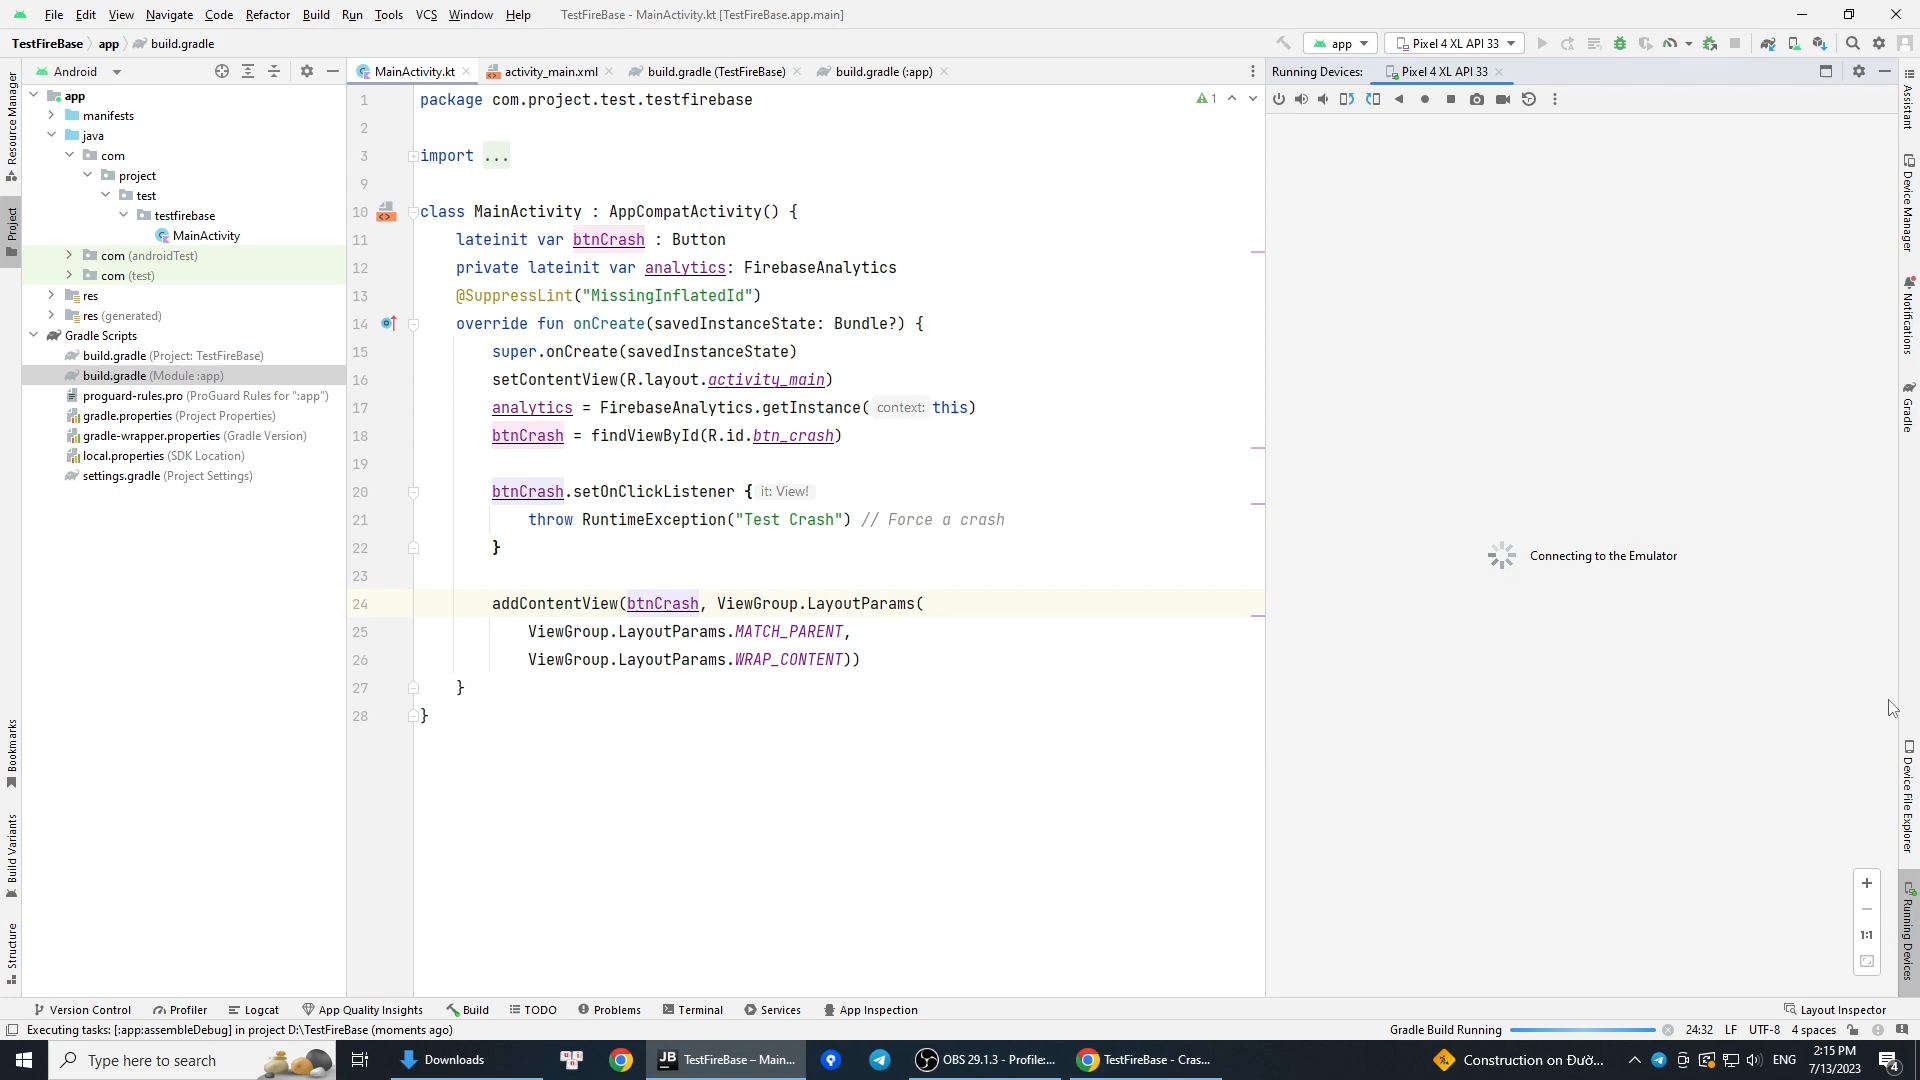 File Edit View Navigate Code Refactor Build Run Tools VCS Window Help TestFireBase - MainActivity.kt [TestFireBase.app.main]
TestFireBase app build.gradle app Pixel 4 XL API 33
Android MainActivity.kt activity_main.xml build.gradle (TestFireBase) build.gradle (:app) Running Devices: Pixel 4 XL API 33
Resource Manager
Project
Bookmarks
Build Variants
Structure
app
manifests
java
com
project
test
testfirebase
MainActivity
com (androidTest)
com (test)
res
res (generated)
Gradle Scripts
build.gradle (Project: TestFireBase)
build.gradle (Module :app)
proguard-rules.pro (ProGuard Rules for ":app")
gradle.properties (Project Properties)
gradle-wrapper.properties (Gradle Version)
local.properties (SDK Location)
settings.gradle (Project Settings)
1 package com.project.test.testfirebase 1
2
3 import ...
9
10 class MainActivity : AppCompatActivity() {
11 lateinit var btnCrash : Button
12 private lateinit var analytics: FirebaseAnalytics
13 @SuppressLint("MissingInflatedId")
14 override fun onCreate(savedInstanceState: Bundle?) {
15 super.onCreate(savedInstanceState)
16 setContentView(R.layout.activity_main)
17 analytics = FirebaseAnalytics.getInstance( context: this)
18 btnCrash = findViewById(R.id.btn_crash)
19
20 btnCrash.setOnClickListener { it: View!
21 throw RuntimeException("Test Crash") // Force a crash
22 }
23
24 addContentView(btnCrash, ViewGroup.LayoutParams(
25 ViewGroup.LayoutParams.MATCH_PARENT,
26 ViewGroup.LayoutParams.WRAP_CONTENT))
27 }
28 }
Connecting to the Emulator
1:1
Assistant
Device Manager
Notifications
Gradle
Device File Explorer
Running Devices
Version Control Profiler Logcat App Quality Insights Build TODO Problems Terminal Services App Inspection Layout Inspector
Executing tasks: [:app:assembleDebug] in project D:\TestFireBase (moments ago) Gradle Build Running 24:32 LF UTF-8 4 spaces
Type here to search Downloads JB TestFireBase – Main... OBS 29.1.3 - Profile:... TestFireBase - Cras... Construction on Đườ... ENG 2:15 PM
7/13/2023 4